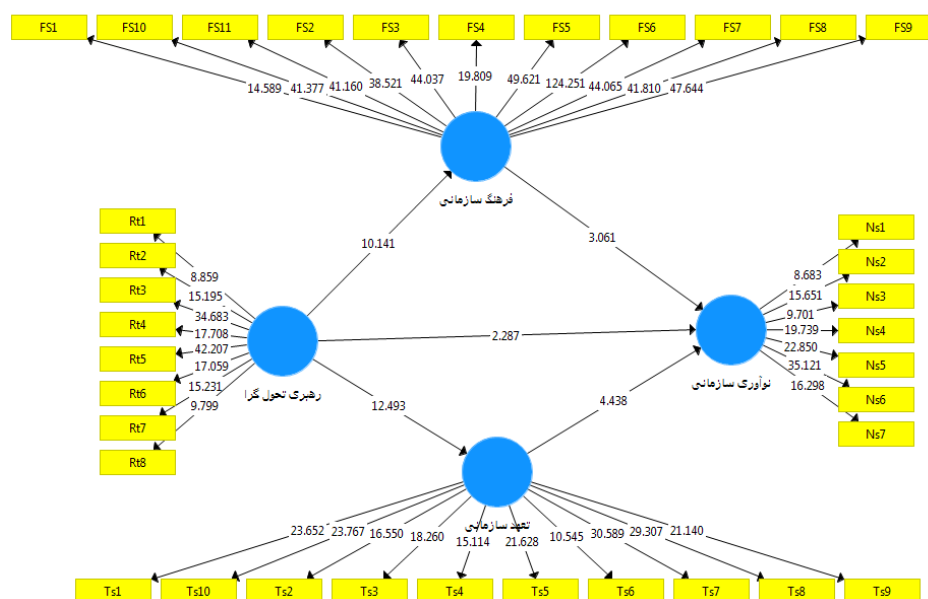 FS1 FS10 FS11 FS2 FS3 FS4 FS5 FS6 FS7 FS8 FS9
14.589 41.377 41.160 38.521 44.037 19.809 49.621 124.251 44.065 41.810 47.644
فرهنگ سازمانی
Rt1
Rt2
Rt3
Rt4
Rt5
Rt6
Rt7
Rt8
8.859
15.195
34.683
17.708
42.207
17.059
15.231
9.799
رهبری تحول گرا
10.141
3.061
2.287
12.493
4.438
Ns1
Ns2
Ns3
Ns4
Ns5
Ns6
Ns7
8.683
15.651
9.701
19.739
22.850
35.121
16.298
نوآوری سازمانی
تعهد سازمانی
23.652 23.767 16.550 18.260 15.114 21.628 10.545 30.589 29.307 21.140
Ts1 Ts10 Ts2 Ts3 Ts4 Ts5 Ts6 Ts7 Ts8 Ts9